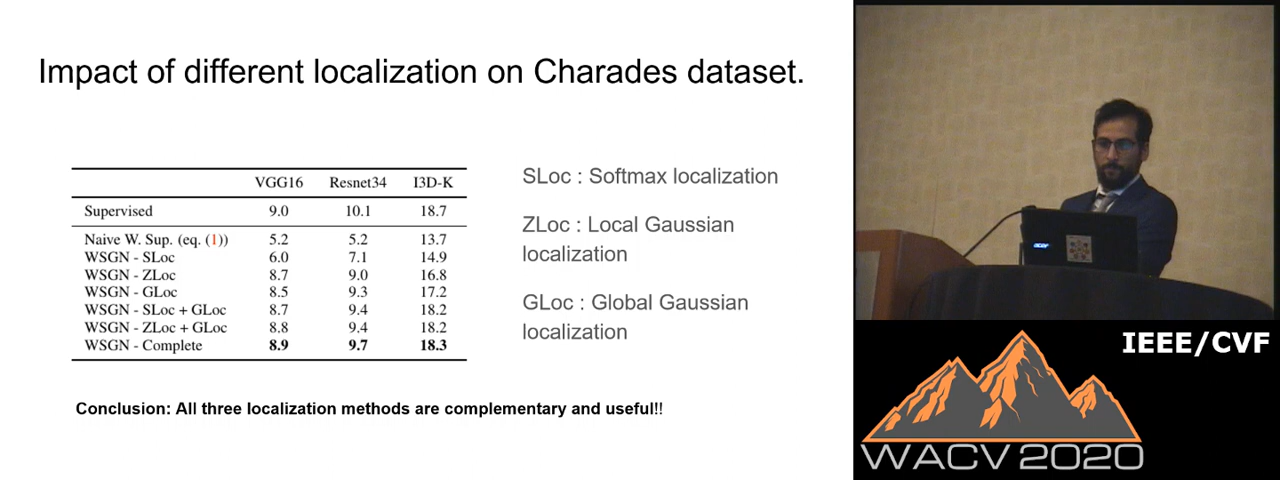 Impact of different localization on Charades dataset.
VGG16 Resnet34 I3D-K
Supervised 9.0 10.1 18.7
Naive W. Sup. (eq. (1)) 5.2 5.2 13.7
WSGN - SLoc 6.0 7.1 14.9
WSGN - ZLoc 8.7 9.0 16.8
WSGN - GLoc 8.5 9.3 17.2
WSGN - SLoc + GLoc 8.7 9.4 18.2
WSGN - ZLoc + GLoc 8.8 9.4 18.2
WSGN - Complete 8.9 9.7 18.3
SLoc : Softmax localization
ZLoc : Local Gaussian
localization
GLoc : Global Gaussian
localization
Conclusion: All three localization methods are complementary and useful!!
acer
IEEE/CVF
WACV 2020